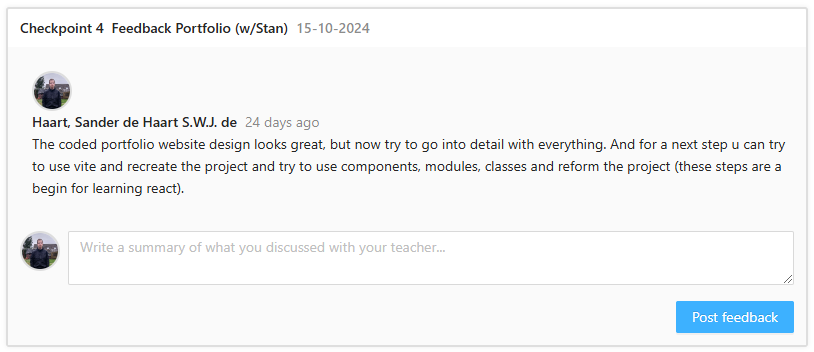 Checkpoint 4 Feedback Portfolio (w/Stan) 15-10-2024
Haart, Sander de Haart S.W.J. de 24 days ago
The coded portfolio website design looks great, but now try to go into detail with everything. And for a next step u can try
to use vite and recreate the project and try to use components, modules, classes and reform the project (these steps are a
begin for learning react).
Write a summary of what you discussed with your teacher...
Post feedback